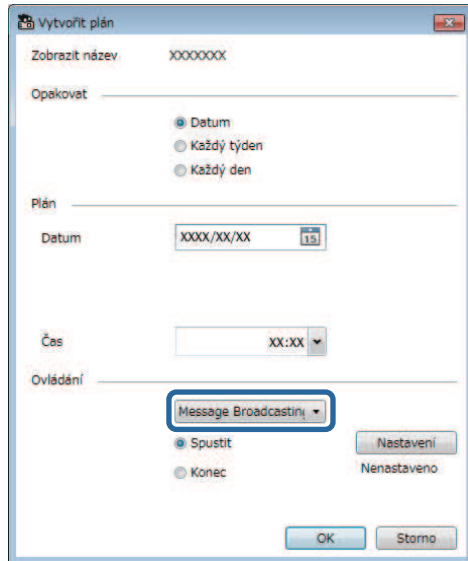 Vytvořit plán
Zobrazit název XXXXXXX
Opakovat
Datum
Každý týden
Každý den
Plán
Datum XXXX/XX/XX 15
Čas XX:XX
Ovládání
Message Broadcasting
Spustit Nastavení
Konec Nenastaveno
OK Storno